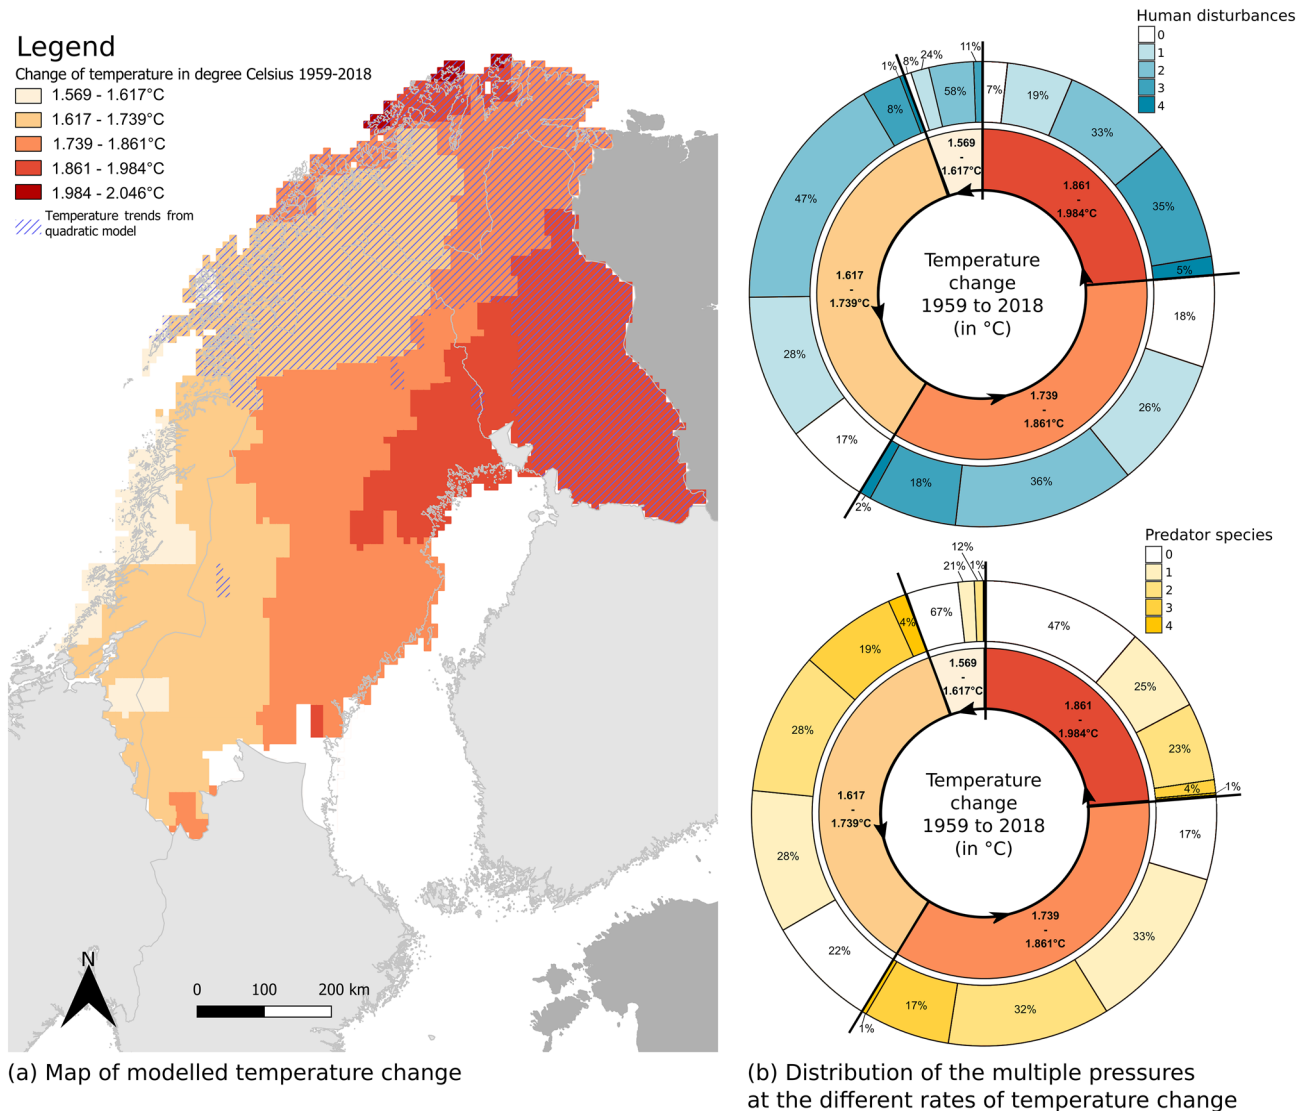 Legend
Change of temperature in degree Celsius 1959-2018
1.569 - 1.617°C
1.617 - 1.739°C
1.739 - 1.861°C
1.861 - 1.984°C
1.984 - 2.046°C
Temperature trends from
quadratic model
N
0 100 200 km
(a) Map of modelled temperature change
Human disturbances
0
1
2
3
4
1%
8%
24%
11%
8%
58%
7%
19%
33%
35%
5%
18%
26%
36%
18%
2%
17%
28%
47%
1.569
-
1.617°C
1.861
-
1.984°C
1.617
-
1.739°C
1.739
-
1.861°C
Temperature
change
1959 to 2018
(in °C)
Predator species
0
1
2
3
4
12%
21%
1%
67%
47%
25%
23%
4%
1%
17%
33%
32%
17%
1%
22%
28%
28%
19%
4%
1.569
-
1.617°C
1.861
-
1.984°C
1.617
-
1.739°C
1.739
-
1.861°C
Temperature
change
1959 to 2018
(in °C)
(b) Distribution of the multiple pressures
at the different rates of temperature change